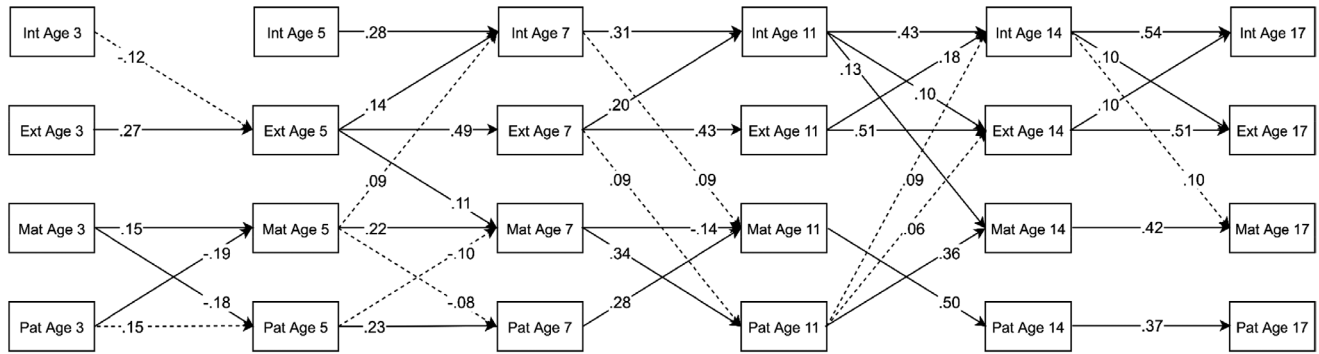 Int Age 3
Int Age 5
.28
Int Age 7
.31
Int Age 11
.43
Int Age 14
.54
Int Age 17
-.12
.18
.10
.13
.10
.14
.20
.10
Ext Age 3
.27
Ext Age 5
.49
Ext Age 7
.43
Ext Age 11
.51
Ext Age 14
.51
Ext Age 17
.09
.09
.09
.09
.10
.11
Mat Age 3
.15
Mat Age 5
.22
Mat Age 7
-.14
Mat Age 11
.06
Mat Age 14
.42
Mat Age 17
-.19
-.10
.34
.36
-.18
-.08
.28
.50
Pat Age 3
-.15
Pat Age 5
.23
Pat Age 7
Pat Age 11
Pat Age 14
.37
Pat Age 17